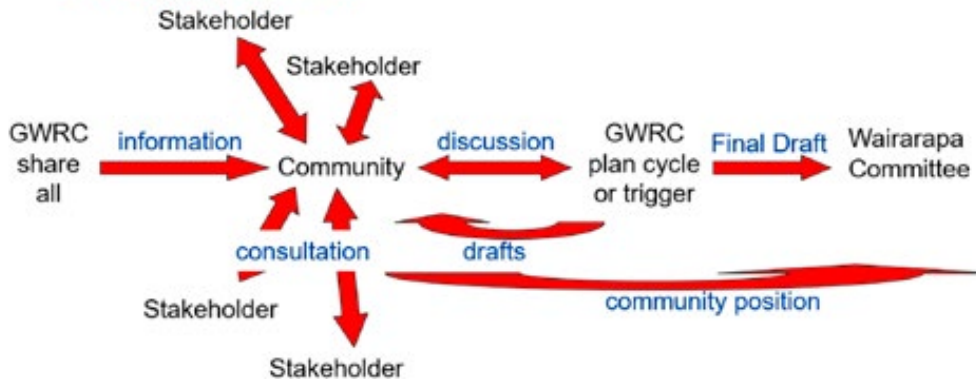 Stakeholder
Stakeholder
GWRC
share
all
information
Community
discussion
GWRC
plan cycle
or trigger
Final Draft
Wairarapa
Committee
consultation
drafts
Stakeholder
community position
Stakeholder